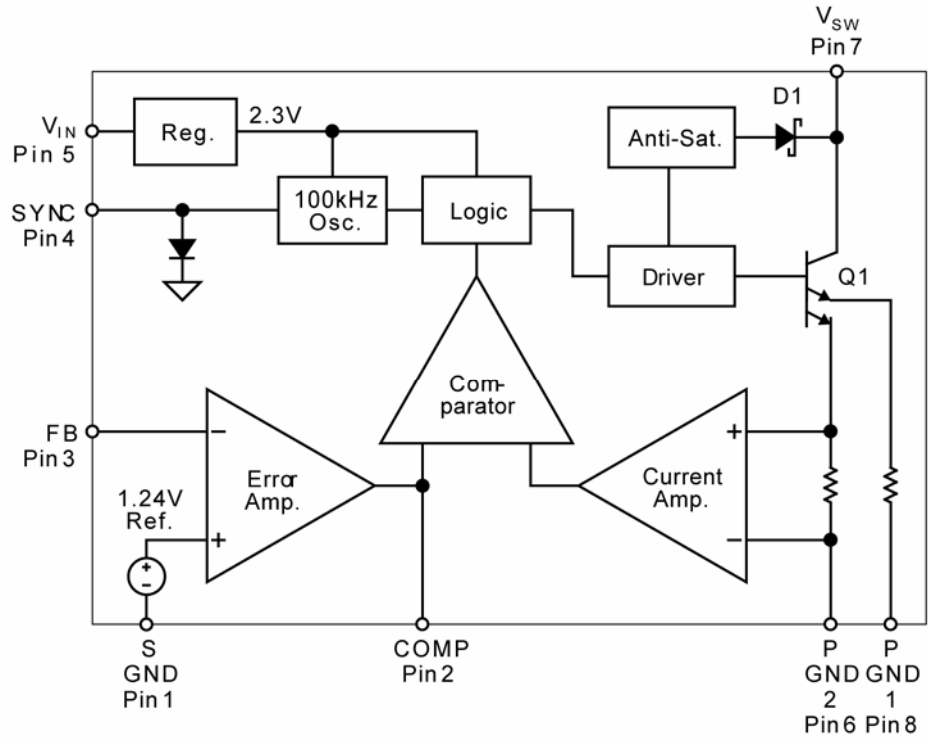 VSW
Pin 7
D1
VIN
Pin 5
Reg.
2.3V
Anti-Sat.
SYNC
Pin 4
100kHz
Osc.
Logic
Driver
Q1
Com-
parator
FB
Pin 3
−
Error
Amp.
+
1.24V
Ref.
+
−
+
Current
Amp.
−
S
GND
Pin 1
COMP
Pin 2
P
GND
2
Pin 6
P
GND
1
Pin 8